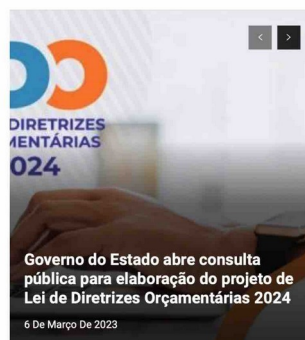 DIRETRIZES
MENTÁRIAS
024
Governo do Estado abre consulta
pública para elaboração do projeto de
Lei de Diretrizes Orçamentárias 2024
6 De Março De 2023